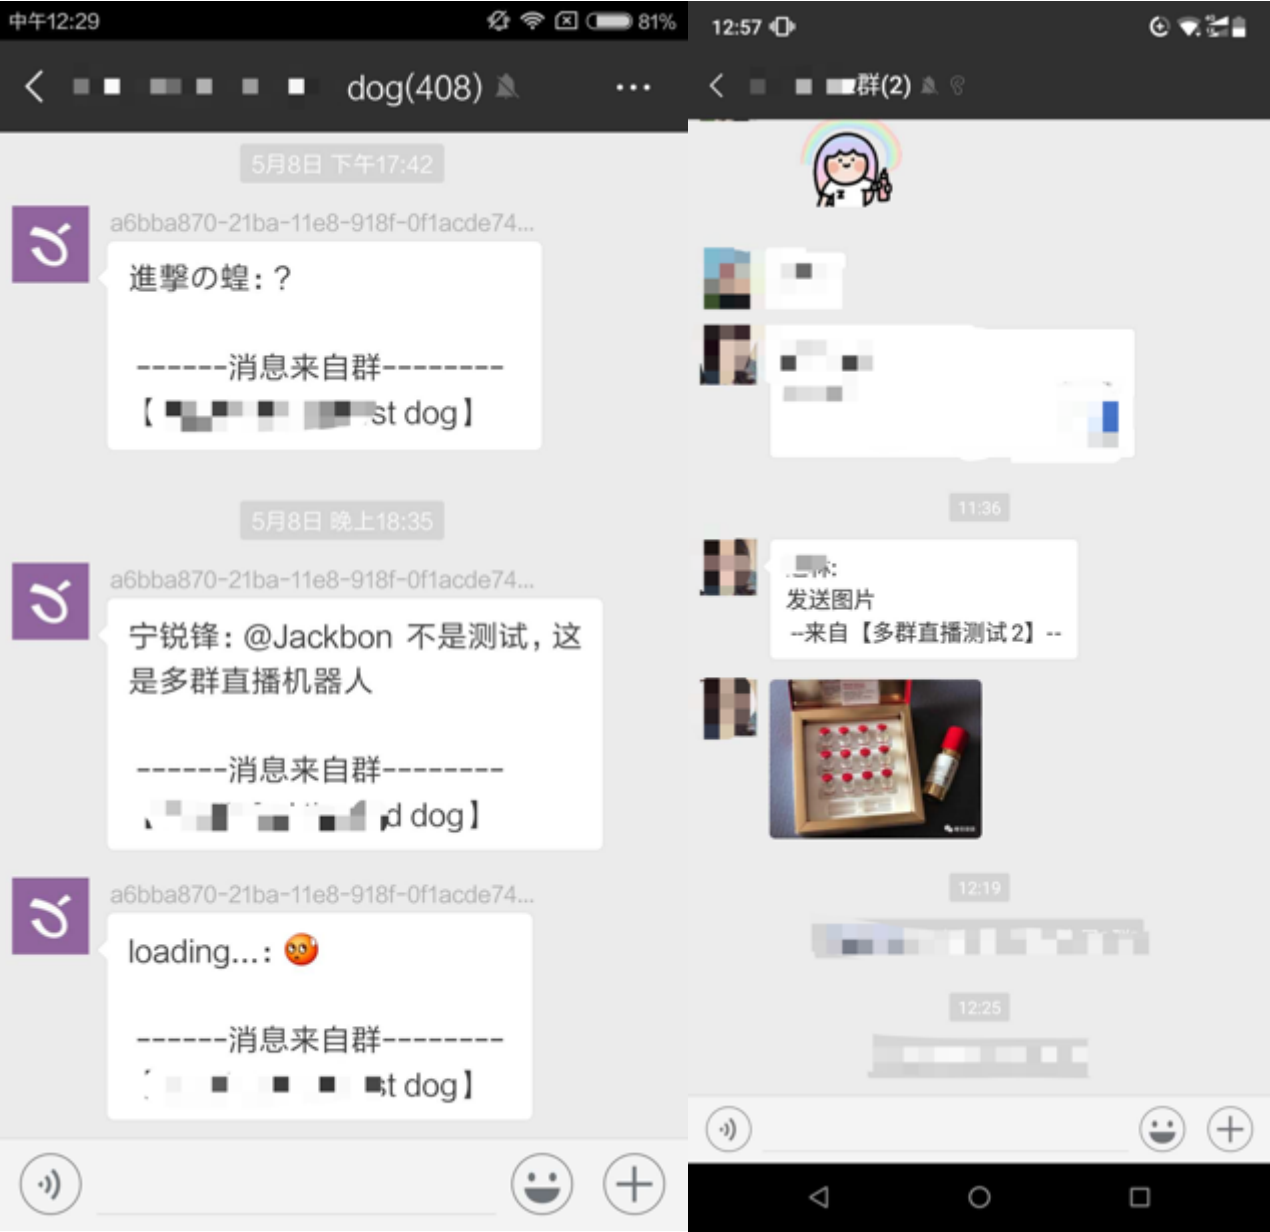 中午12:29
81%
dog(408)
5月8日 下午17:42
a6bba870-21ba-11e8-918f-0f1acde74...
進撃の蝗: ?
------消息来自群--------
【 st dog】
5月8日 晚上18:35
a6bba870-21ba-11e8-918f-0f1acde74...
宁锐锋: @Jackbon 不是测试, 这
是多群直播机器人
------消息来自群--------
d dog】
a6bba870-21ba-11e8-918f-0f1acde74...
loading...:
------消息来自群--------
st dog】
12:57
群(2)
11:36
发送图片
--来自【多群直播测试2】--
12:19
12:25